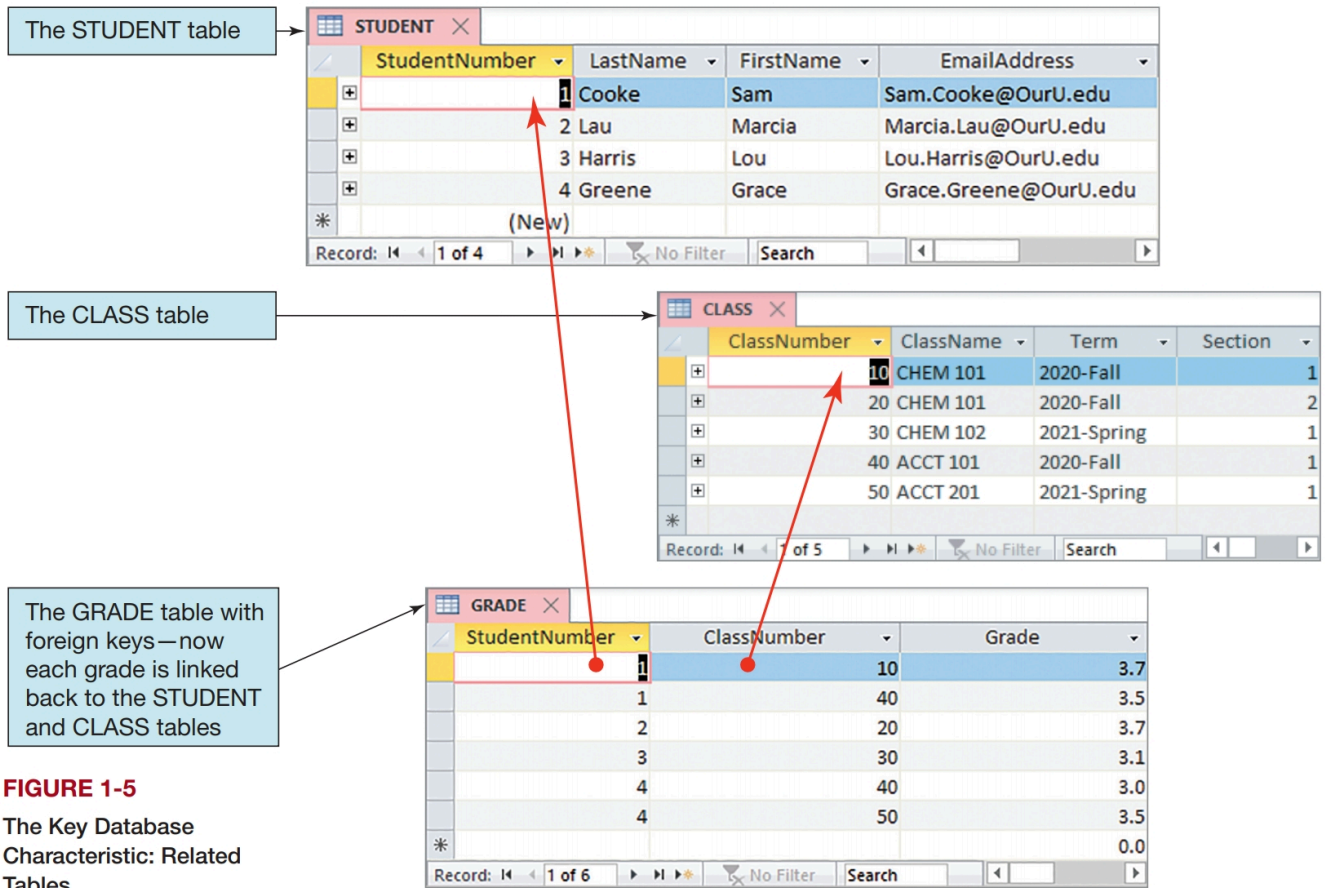 The STUDENT table
STUDENT
StudentNumber LastName FirstName EmailAddress
1 Cooke Sam Sam.Cooke@OurU.edu
2 Lau Marcia Marcia.Lau@OurU.edu
3 Harris Lou Lou.Harris@OurU.edu
4 Greene Grace Grace.Greene@OurU.edu
* (New)
Record: 1 of 4 No Filter Search
The CLASS table
CLASS
ClassNumber ClassName Term Section
10 CHEM 101 2020-Fall 1
20 CHEM 101 2020-Fall 2
30 CHEM 102 2021-Spring 1
40 ACCT 101 2020-Fall 1
50 ACCT 201 2021-Spring 1
*
Record: 1 of 5 No Filter Search
The GRADE table with
foreign keys—now
each grade is linked
back to the STUDENT
and CLASS tables
GRADE
StudentNumber ClassNumber Grade
1 10 3.7
1 40 3.5
2 20 3.7
3 30 3.1
4 40 3.0
4 50 3.5
* 0.0
Record: 1 of 6 No Filter Search
FIGURE 1-5
The Key Database
Characteristic: Related
Tables